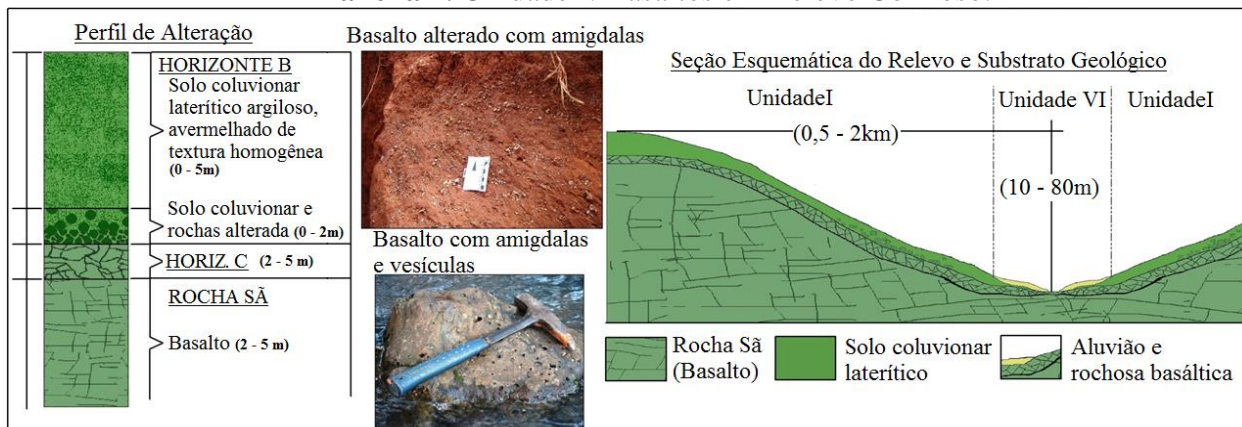 Perfil de Alteração
HORIZONTE B
Solo coluvionar
laterítico argiloso,
avermelhado de
textura homogênea
(0 - 5m)
Solo coluvionar e
rochas alterada (0 - 2m)
HORIZ. C (2 - 5 m)
ROCHA SÃ
Basalto (2 - 5 m)
Basalto alterado com amigdalas
Basalto com amigdalas
e vesículas
Seção Esquemática do Relevo e Substrato Geológico
UnidadeI
Unidade VI
UnidadeI
(0,5 - 2km)
(10 - 80m)
Rocha Sã
(Basalto)
Solo coluvionar
laterítico
Aluvião e
rochosa basáltica